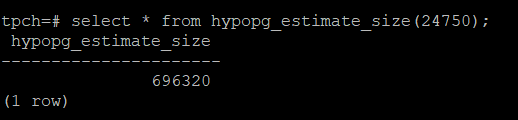 tpch=# select * from hypopg_estimate_size(24750);
 hypopg_estimate_size
----------------------
               696320
(1 row)